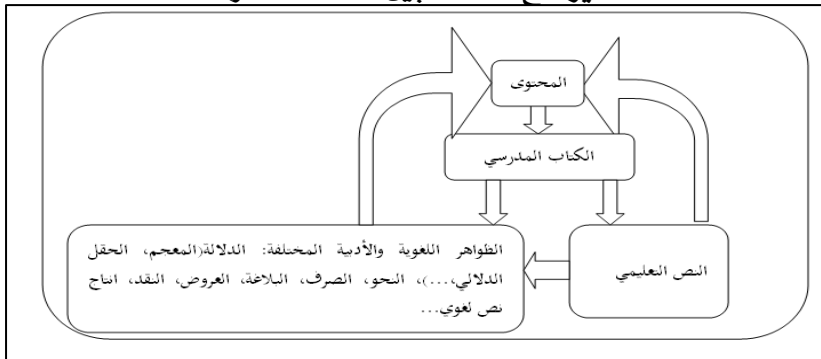 المحتوى
الكتاب المدرسي
الظواهر اللغوية والأدبية المختلفة: الدلالة(المعجم، الحقل
الدلالي،...)، النحو، الصرف، البلاغة، العروض، النقد، انتاج
نص لغوي...
النص التعليمي